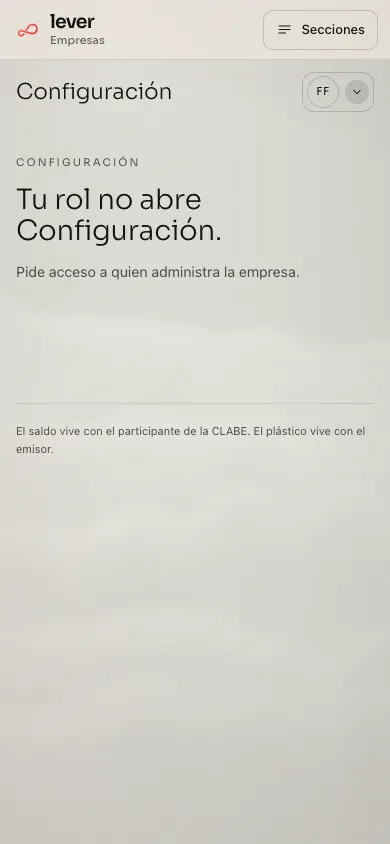 lever
Empresas
Secciones
Configuración
FF
CONFIGURACIÓN
Tu rol no abre
Configuración.
Pide acceso a quien administra la empresa.
El saldo vive con el participante de la CLABE. El plástico vive con el
emisor.